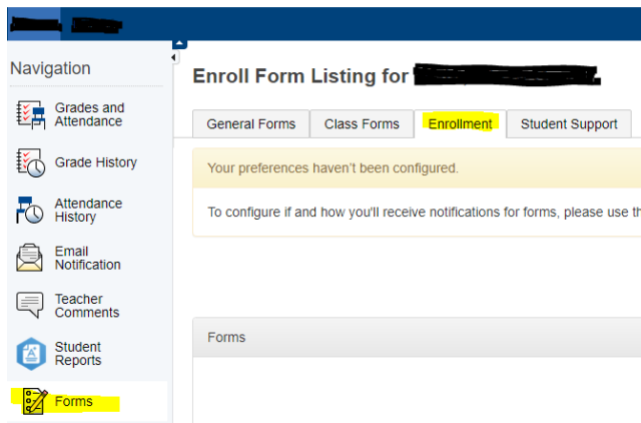 Navigation
Grades and
Attendance
Grade History
Attendance
History
Email
Notification
Teacher
Comments
Student
Reports
Forms
Enroll Form Listing for
General Forms Class Forms Enrollment Student Support
Your preferences haven't been configured.
To configure if and how you'll receive notifications for forms, please use
Forms